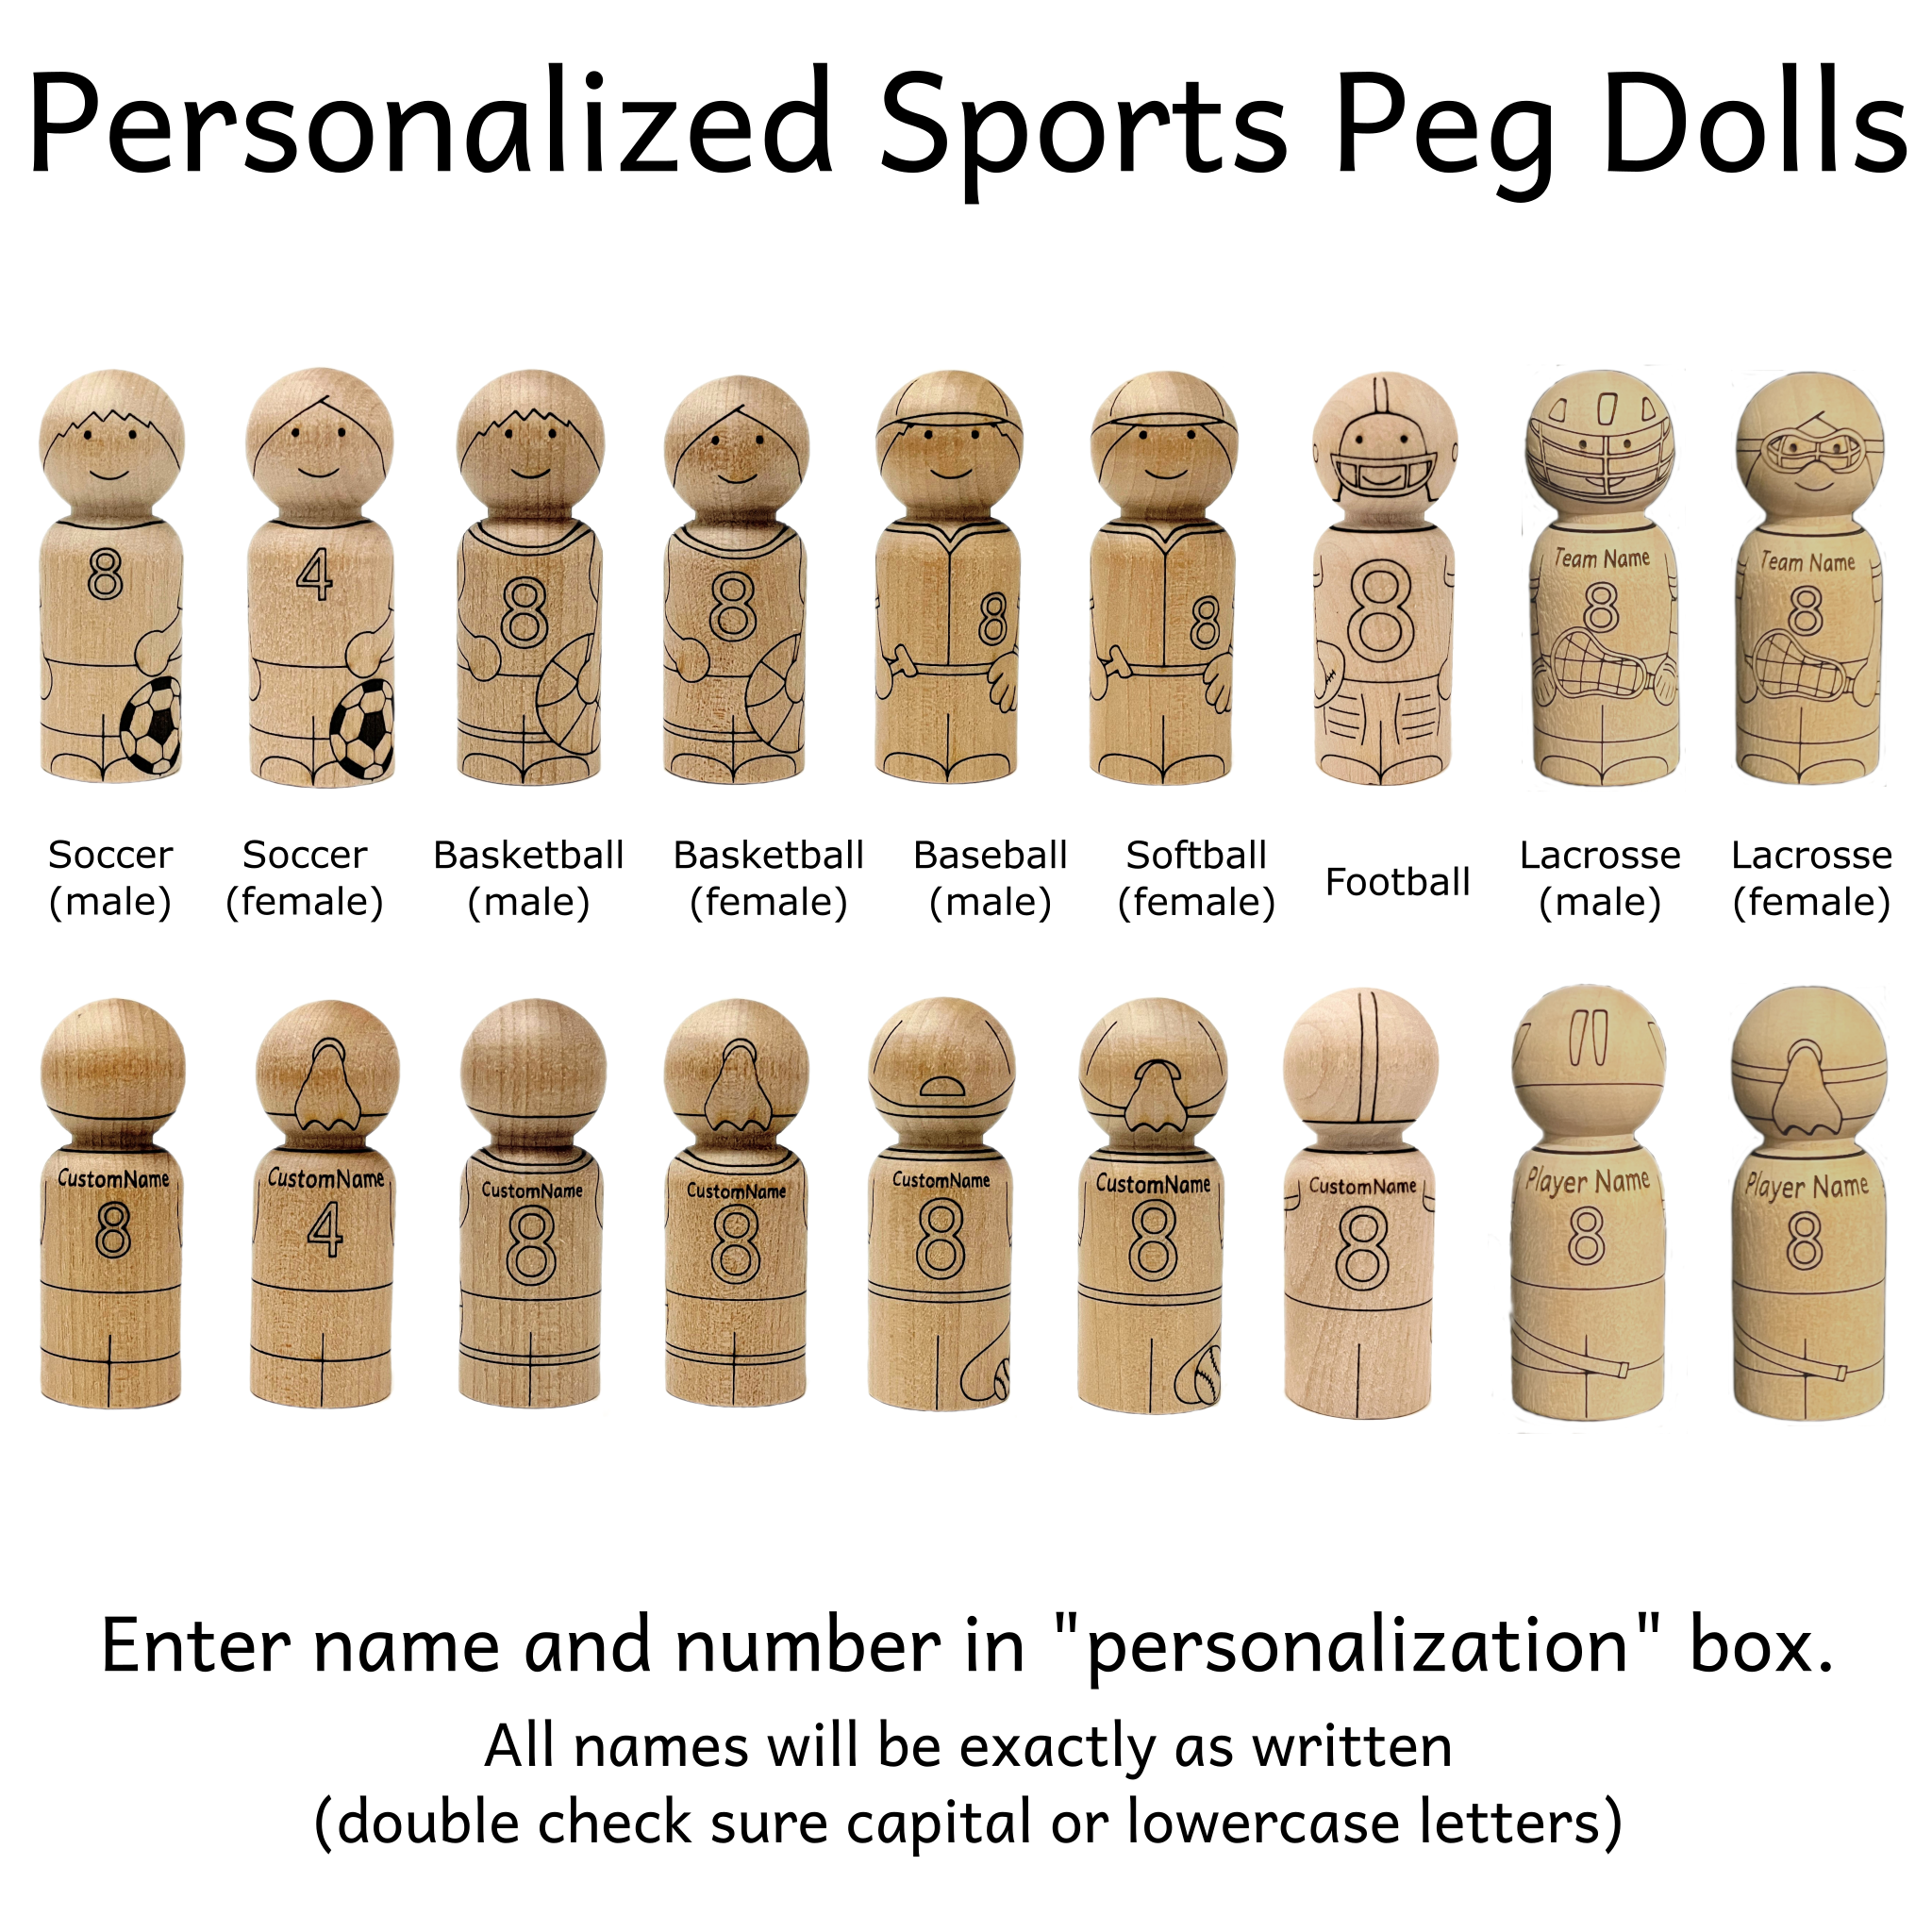 Personalized Sports Peg Dolls
8 4 8 8 8 8 8 Team Name 8 Team Name 8
Soccer (male)
Soccer (female)
Basketball (male)
Basketball (female)
Baseball (male)
Softball (female)
Football
Lacrosse (male)
Lacrosse (female)
CustomName 8
CustomName 4
CustomName 8
CustomName 8
CustomName 8
CustomName 8
CustomName 8
Player Name 8
Player Name 8
Enter name and number in "personalization" box.
All names will be exactly as written
(double check sure capital or lowercase letters)